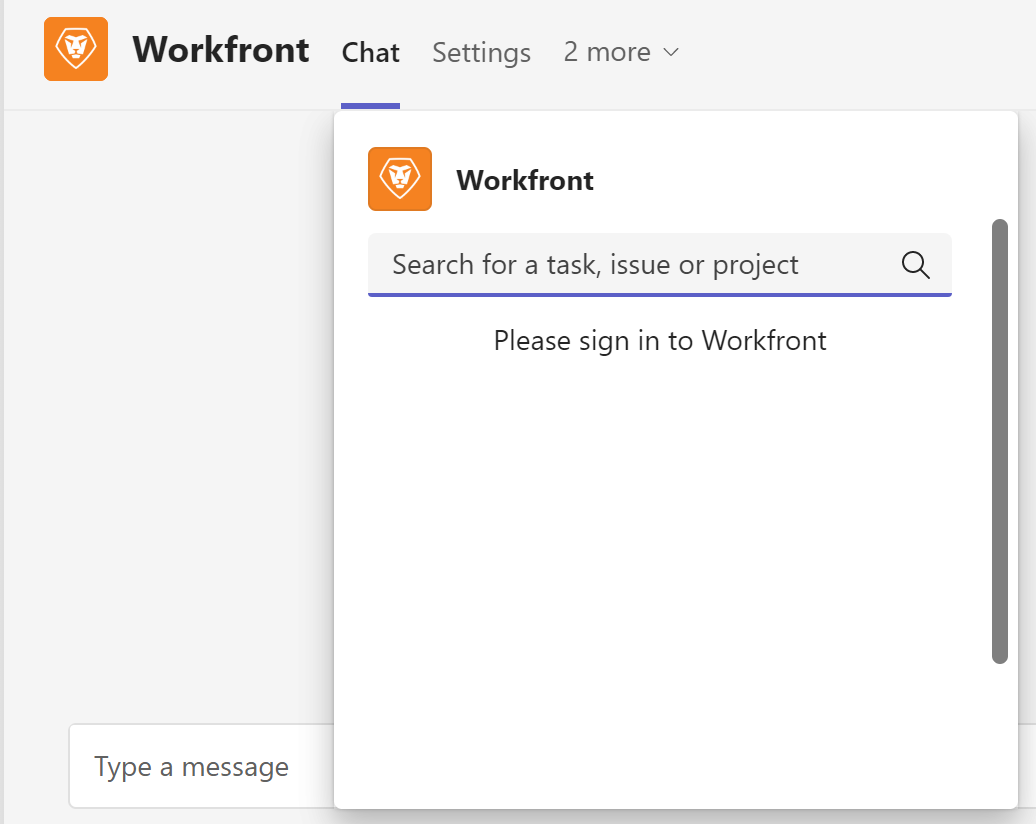 Workfront Chat Settings 2 more
Workfront
Search for a task, issue or project
Please sign in to Workfront
Type a message